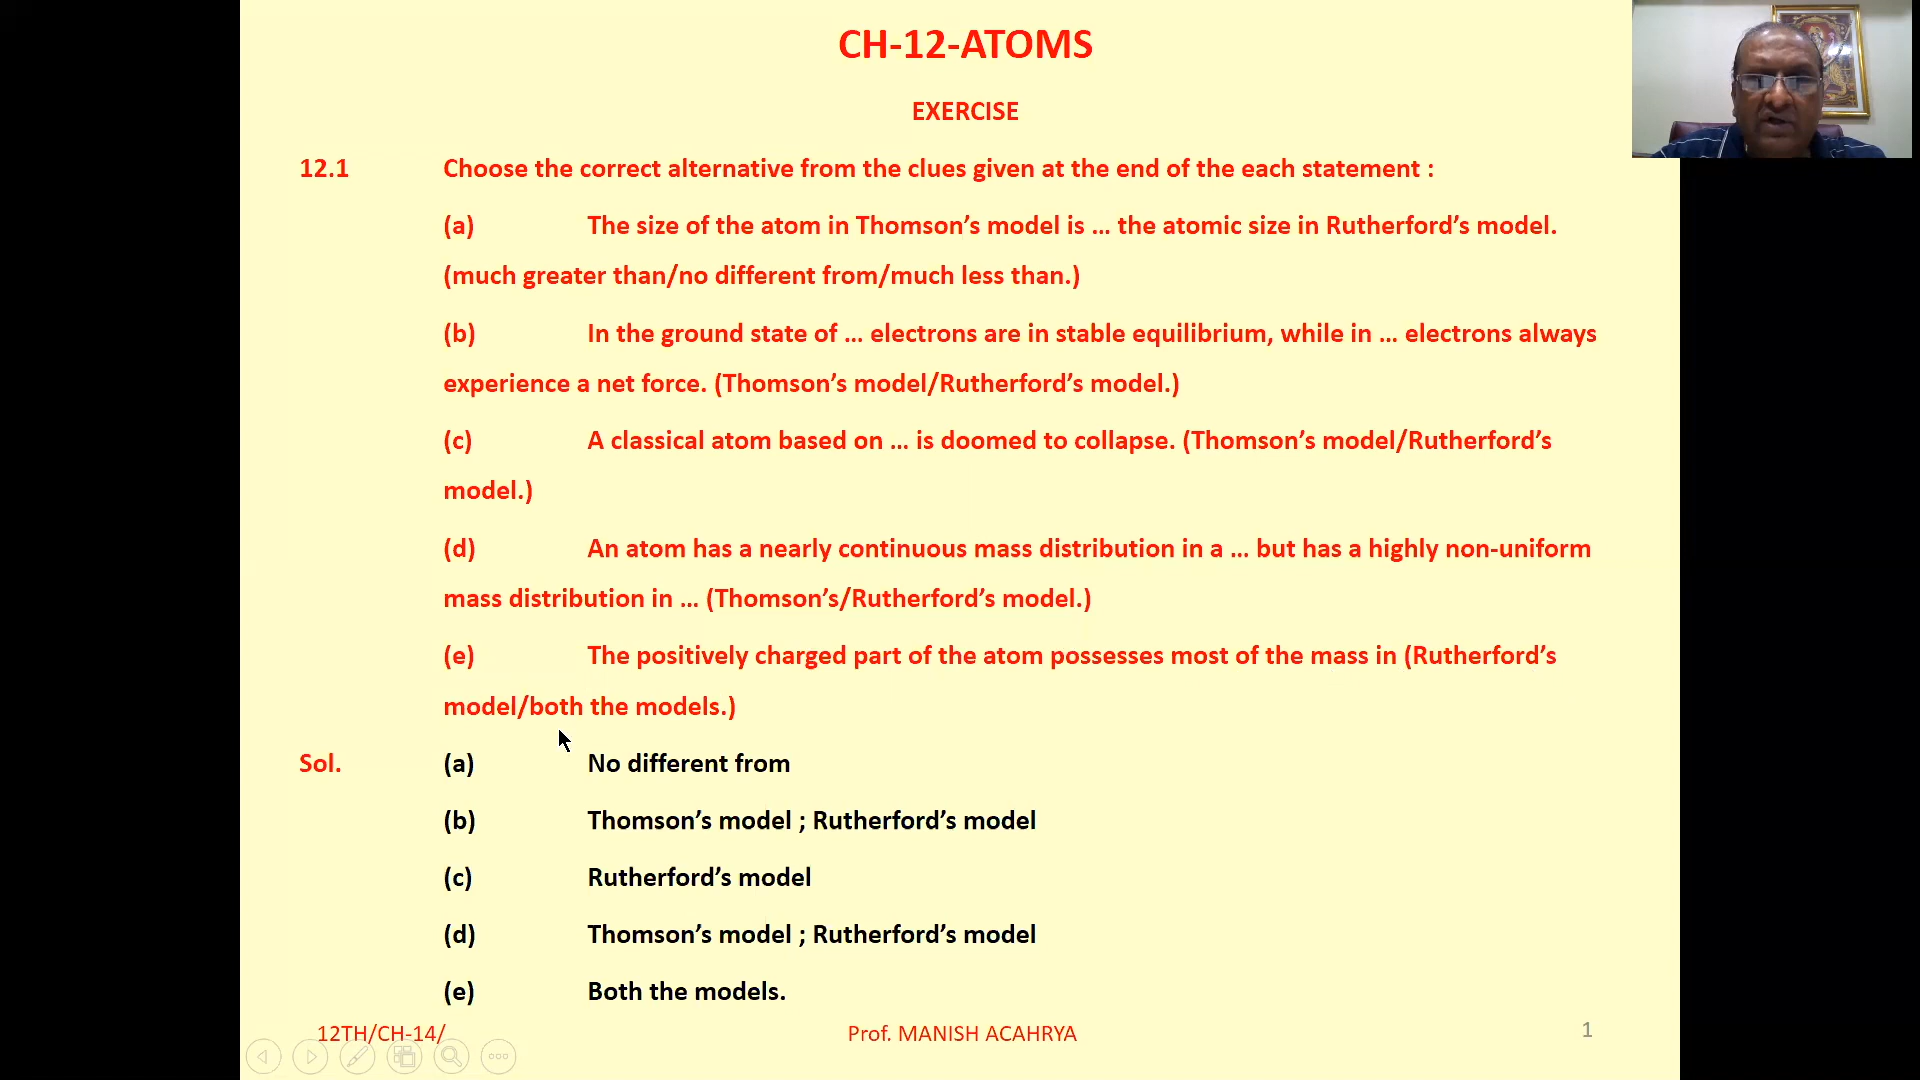 CH-12-ATOMS
EXERCISE
12.1 Choose the correct alternative from the clues given at the end of the each statement :
(a) The size of the atom in Thomson’s model is ... the atomic size in Rutherford’s model.
(much greater than/no different from/much less than.)
(b) In the ground state of ... electrons are in stable equilibrium, while in ... electrons always
experience a net force. (Thomson’s model/Rutherford’s model.)
(c) A classical atom based on ... is doomed to collapse. (Thomson’s model/Rutherford’s
model.)
(d) An atom has a nearly continuous mass distribution in a ... but has a highly non-uniform
mass distribution in ... (Thomson’s/Rutherford’s model.)
(e) The positively charged part of the atom possesses most of the mass in (Rutherford’s
model/both the models.)
Sol. (a) No different from
(b) Thomson’s model ; Rutherford’s model
(c) Rutherford’s model
(d) Thomson’s model ; Rutherford’s model
(e) Both the models.
12TH/CH-14/ Prof. MANISH ACAHRYA 1